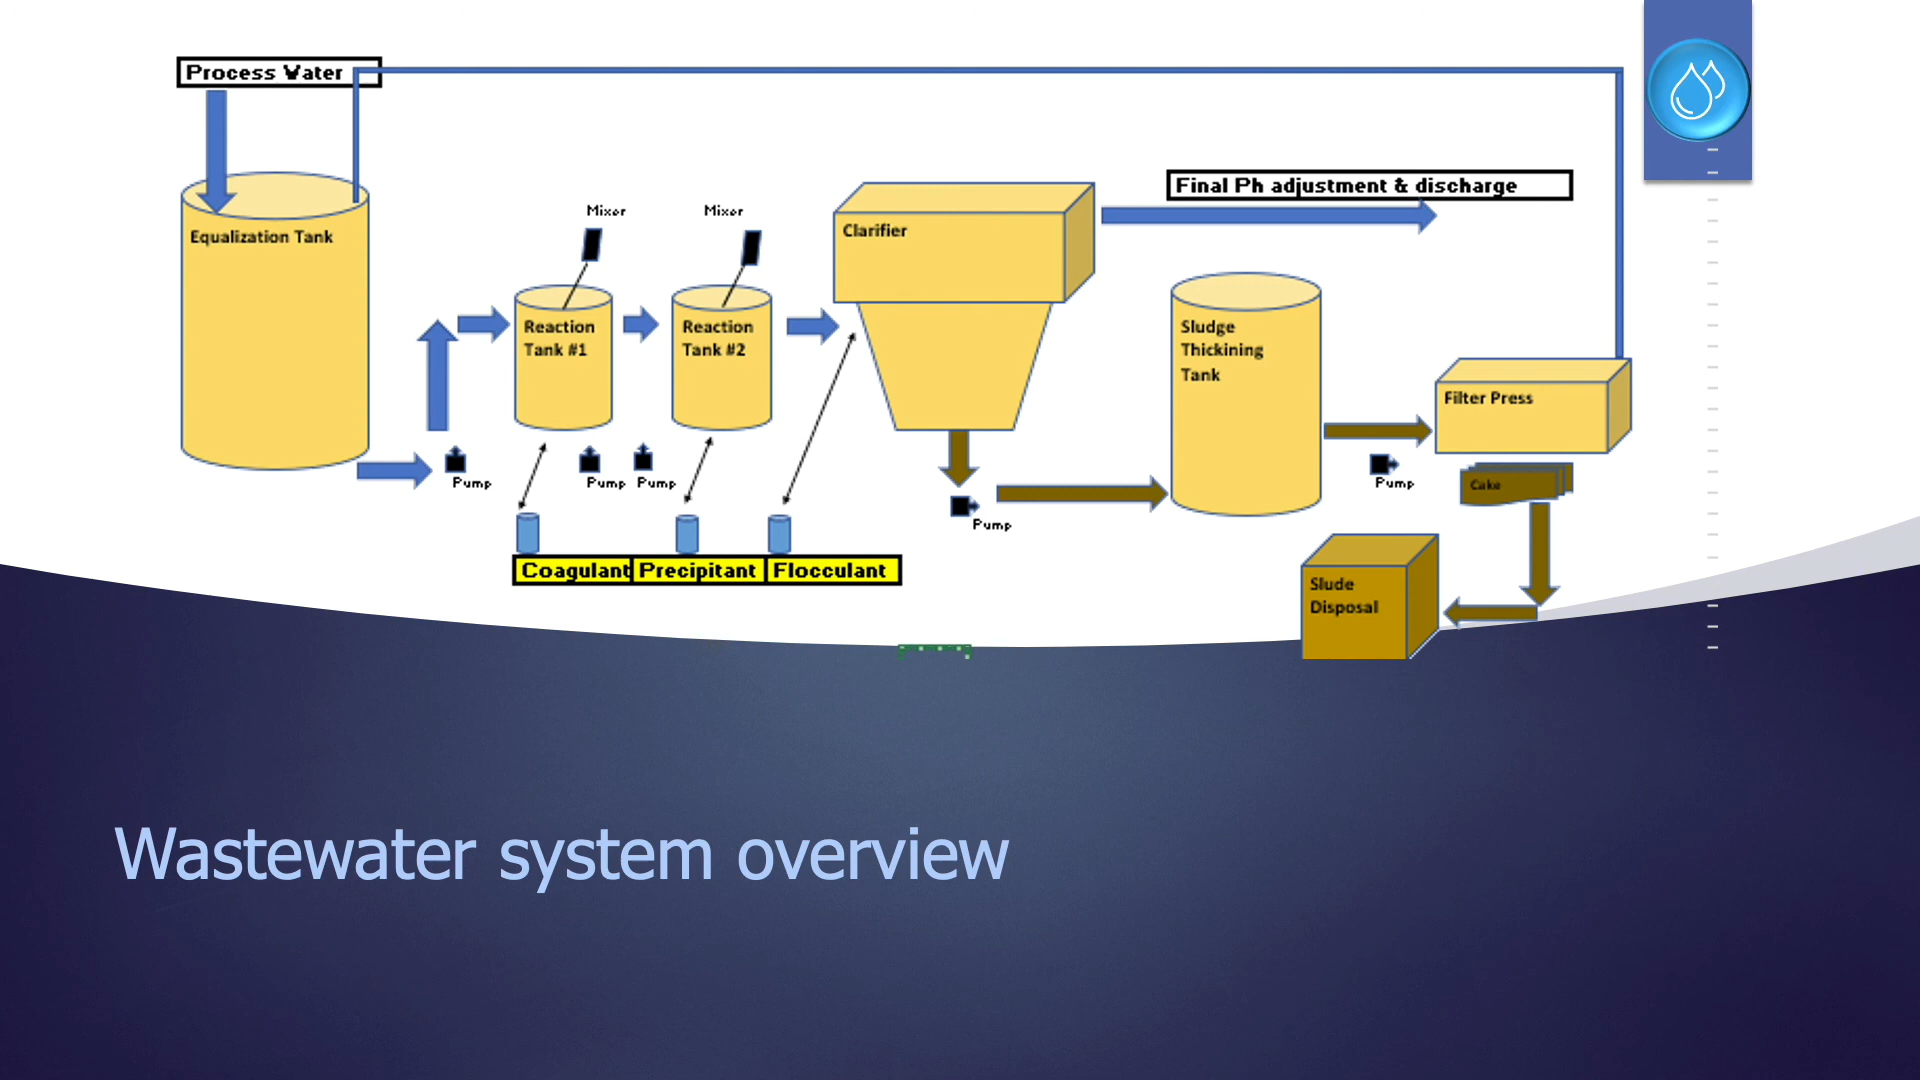 Process Water
Final Ph adjustment & discharge
Mixer
Mixer
Equalization Tank
Clarifier
Reaction
Tank #1
Reaction
Tank #2
Sludge
Thickining
Tank
Filter Press
Pump
Pump
Pump
Pump
Cake
Pump
Coagulant
Precipitant
Flocculant
Slude
Disposal
Wastewater system overview